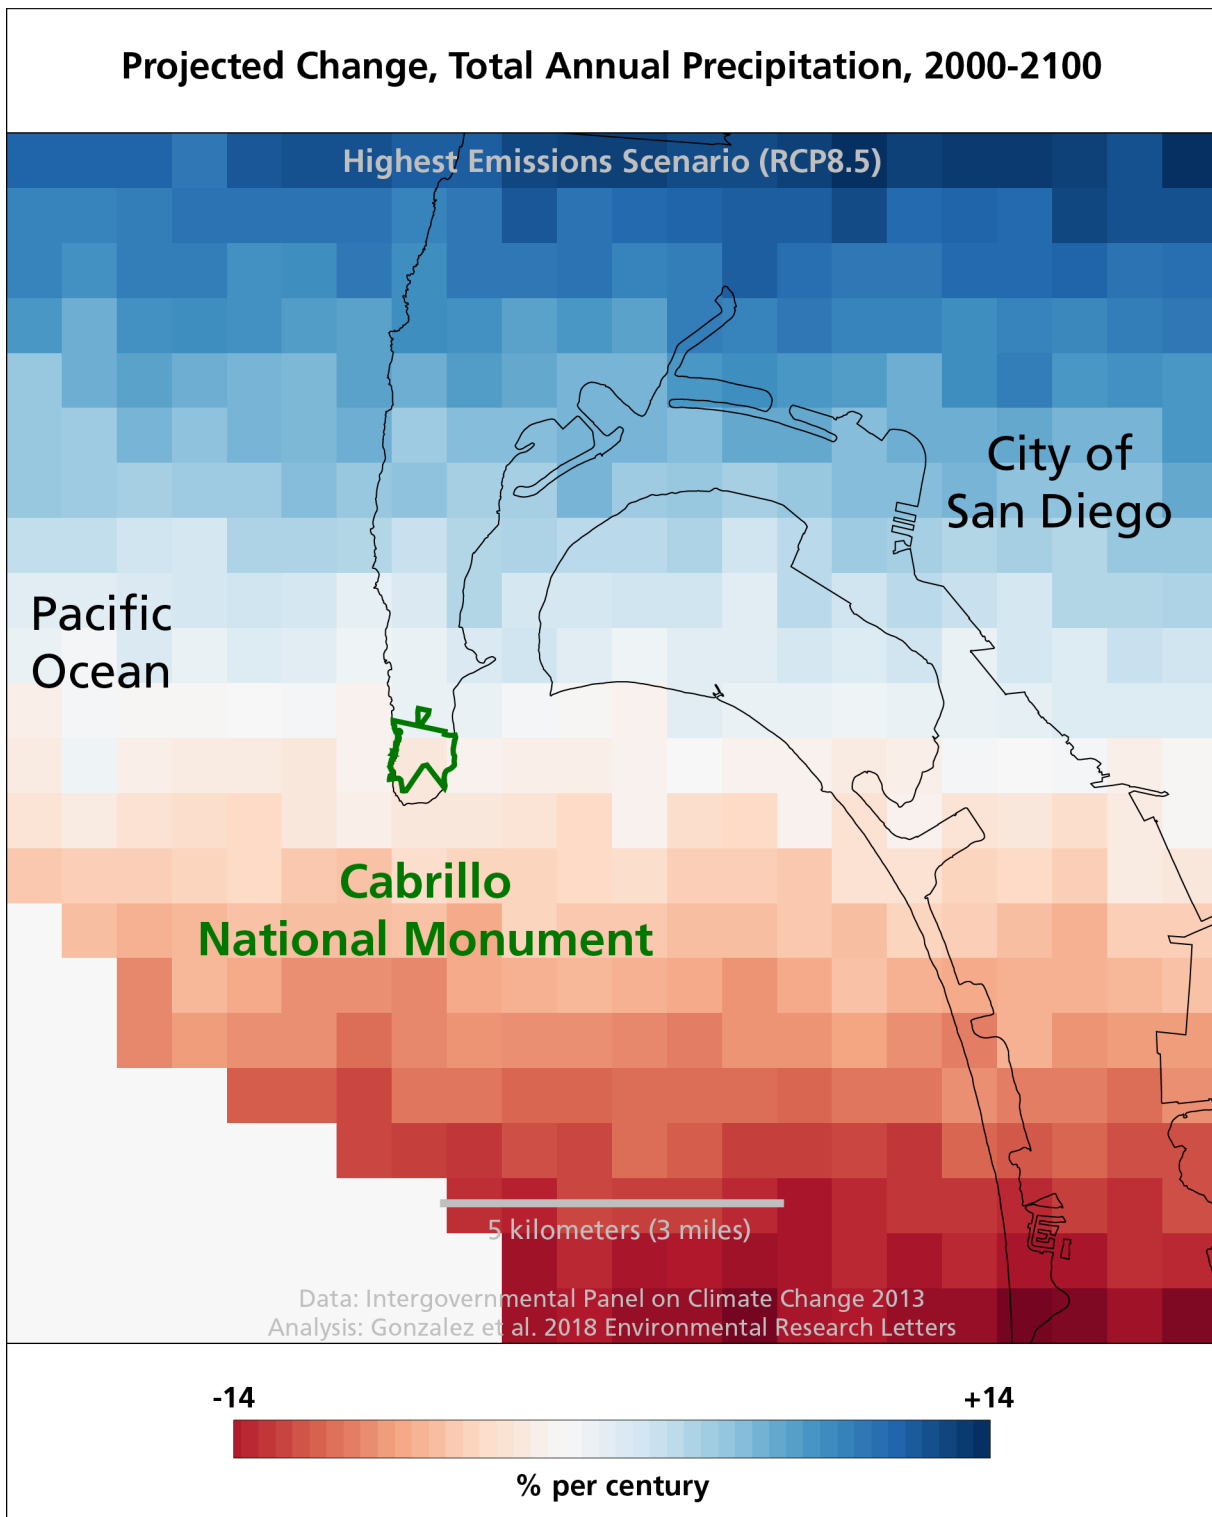 Projected Change, Total Annual Precipitation, 2000-2100
Highest Emissions Scenario (RCP8.5)
City of
San Diego
Pacific
Ocean
Cabrillo
National Monument
5 kilometers (3 miles)
Data: Intergovernmental Panel on Climate Change 2013
Analysis: Gonzalez et al. 2018 Environmental Research Letters
-14
+14
% per century